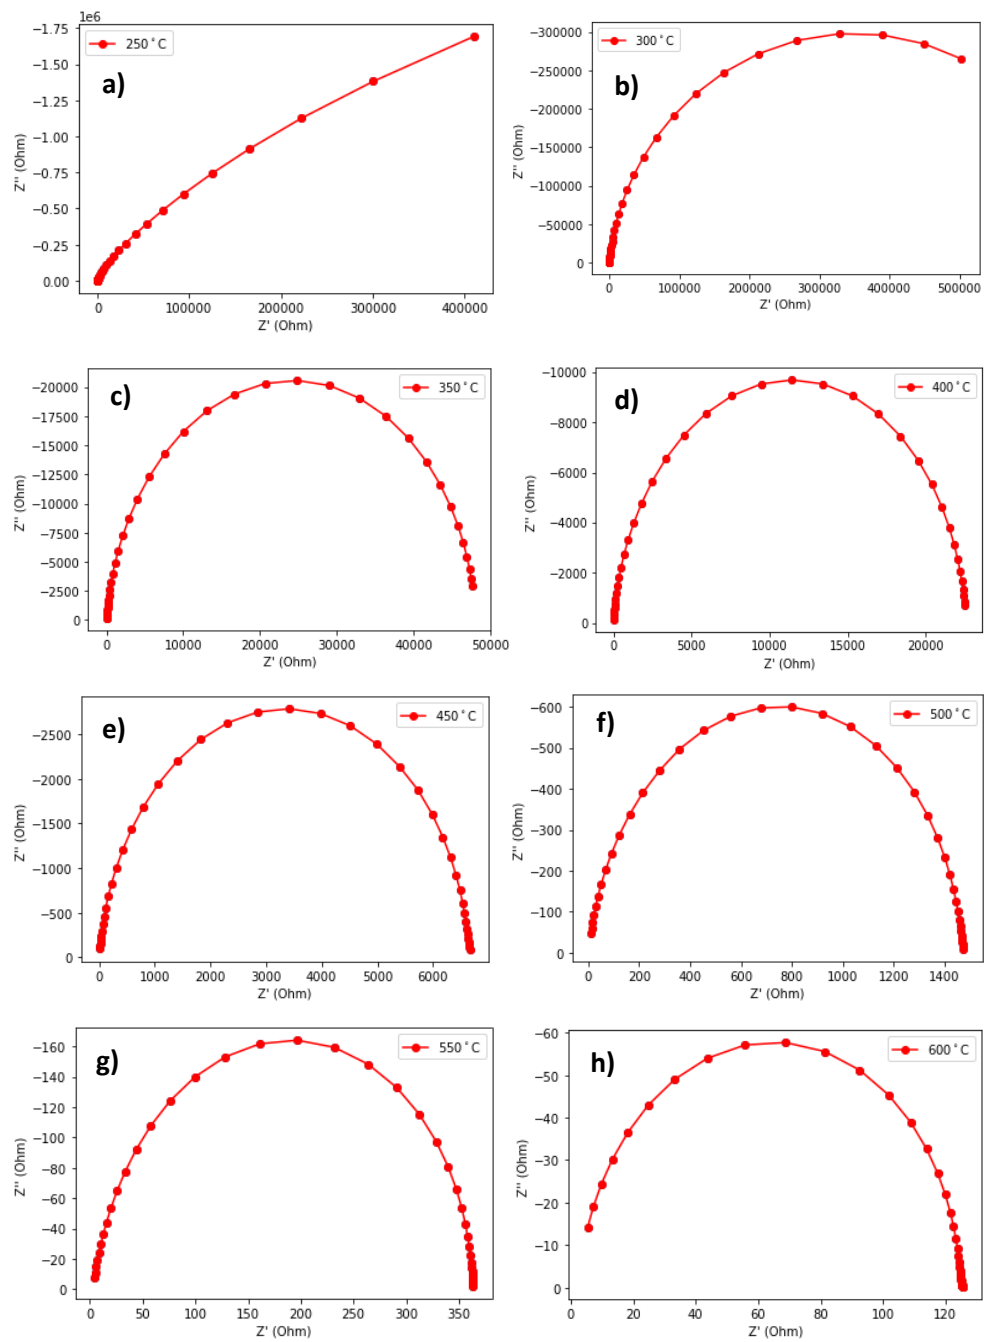 1e6
250°C
a)
−1.75
−1.50
−1.25
−1.00
−0.75
−0.50
−0.25
0.00
Z'' (Ohm)
0 100000 200000 300000 400000
Z' (Ohm)
300°C
b)
−300000
−250000
−200000
−150000
−100000
−50000
0
Z'' (Ohm)
0 100000 200000 300000 400000 500000
Z' (Ohm)
350°C
c)
−20000
−17500
−15000
−12500
−10000
−7500
−5000
−2500
0
Z'' (Ohm)
0 10000 20000 30000 40000 50000
Z' (Ohm)
400°C
d)
−10000
−8000
−6000
−4000
−2000
0
Z'' (Ohm)
0 5000 10000 15000 20000
Z' (Ohm)
450°C
e)
−2500
−2000
−1500
−1000
−500
0
Z'' (Ohm)
0 1000 2000 3000 4000 5000 6000
Z' (Ohm)
500°C
f)
−600
−500
−400
−300
−200
−100
0
Z'' (Ohm)
0 200 400 600 800 1000 1200 1400
Z' (Ohm)
550°C
g)
−160
−140
−120
−100
−80
−60
−40
−20
0
Z'' (Ohm)
0 50 100 150 200 250 300 350
Z' (Ohm)
600°C
h)
−60
−50
−40
−30
−20
−10
0
Z'' (Ohm)
0 20 40 60 80 100 120
Z' (Ohm)